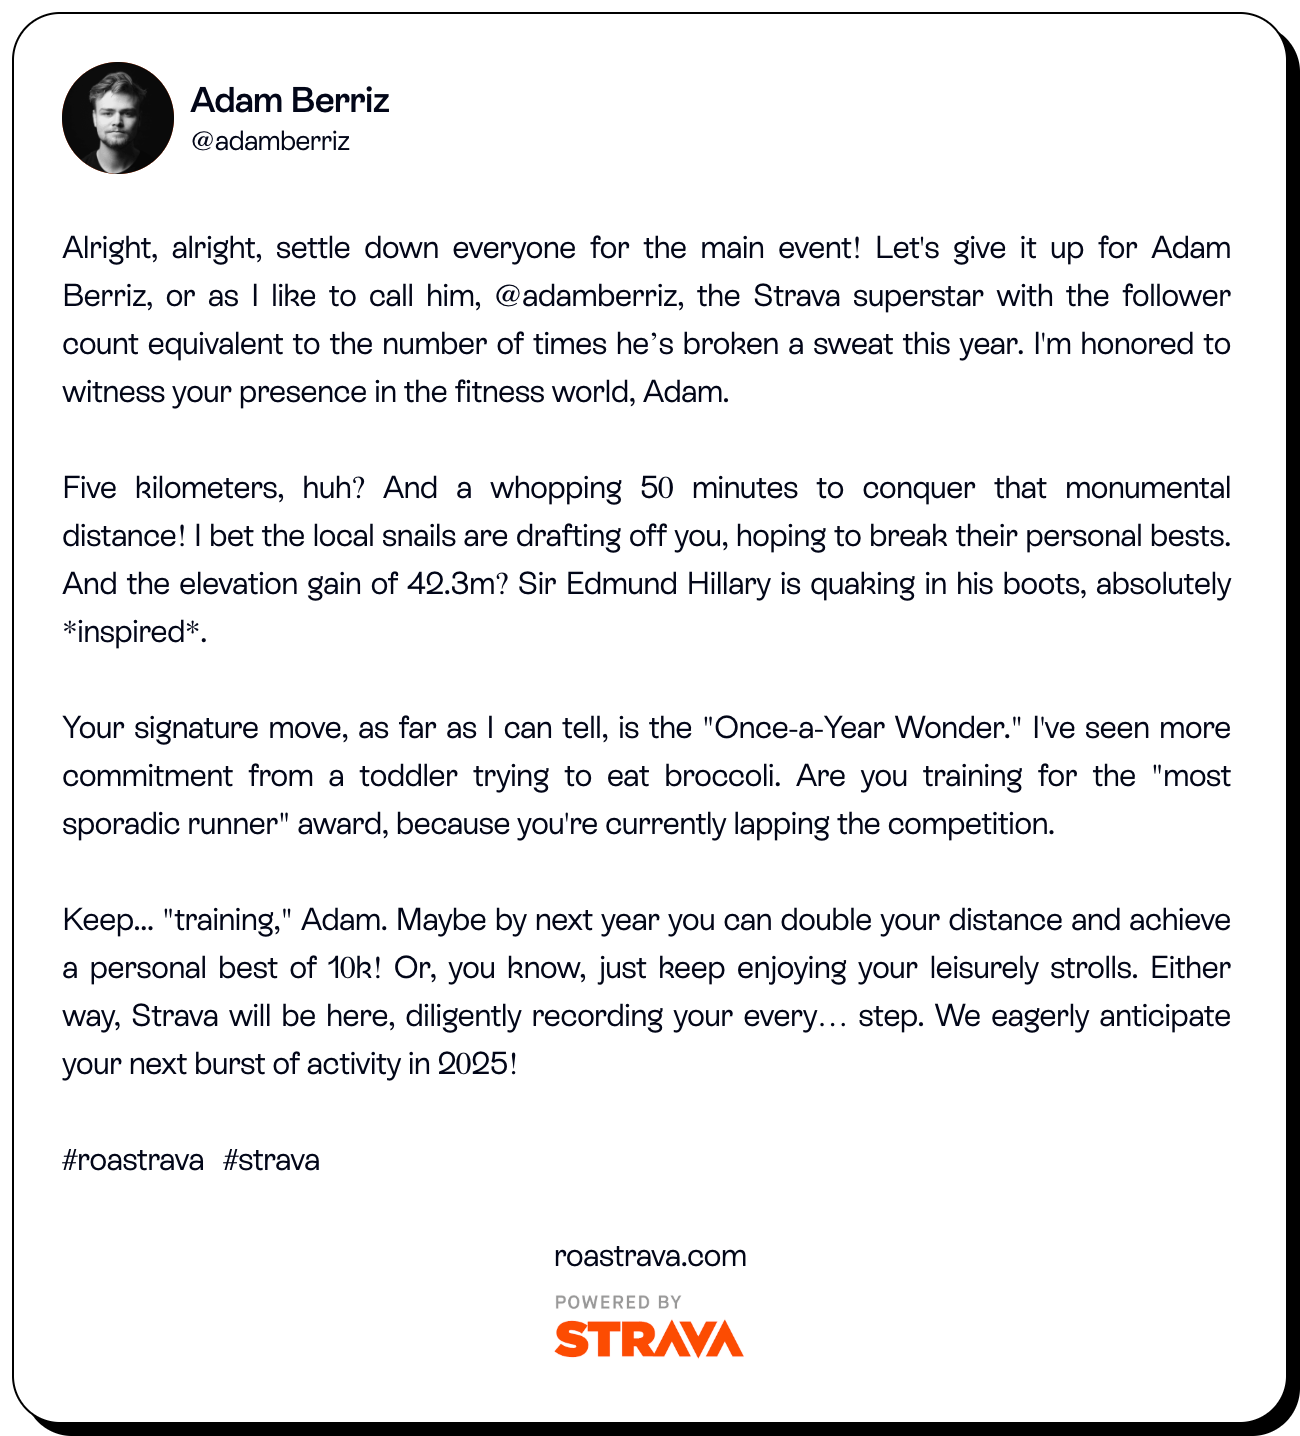 Adam Berriz
@adamberriz
Alright, alright, settle down everyone for the main event! Let's give it up for Adam
Berriz, or as I like to call him, @adamberriz, the Strava superstar with the follower
count equivalent to the number of times he’s broken a sweat this year. I'm honored to
witness your presence in the fitness world, Adam.
Five kilometers, huh? And a whopping 50 minutes to conquer that monumental
distance! I bet the local snails are drafting off you, hoping to break their personal bests.
And the elevation gain of 42.3m? Sir Edmund Hillary is quaking in his boots, absolutely
*inspired*.
Your signature move, as far as I can tell, is the "Once-a-Year Wonder." I've seen more
commitment from a toddler trying to eat broccoli. Are you training for the "most
sporadic runner" award, because you're currently lapping the competition.
Keep... "training," Adam. Maybe by next year you can double your distance and achieve
a personal best of 10k! Or, you know, just keep enjoying your leisurely strolls. Either
way, Strava will be here, diligently recording your every… step. We eagerly anticipate
your next burst of activity in 2025!
#roastrava #strava
roastrava.com
POWERED BY
STRAVA